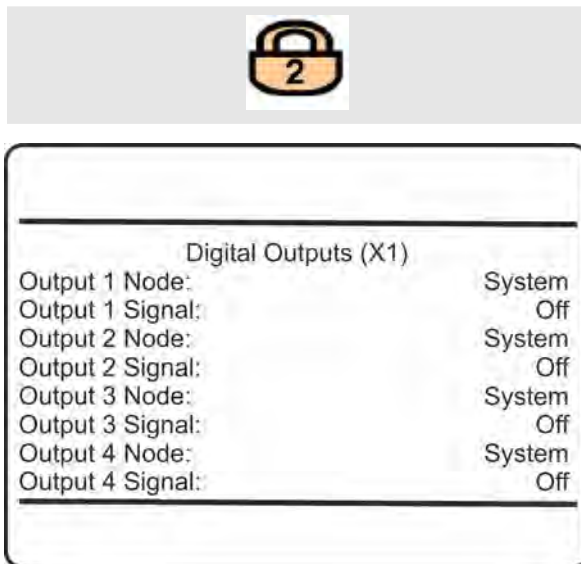 2
Digital Outputs (X1)
Output 1 Node: System
Output 1 Signal: Off
Output 2 Node: System
Output 2 Signal: Off
Output 3 Node: System
Output 3 Signal: Off
Output 4 Node: System
Output 4 Signal: Off